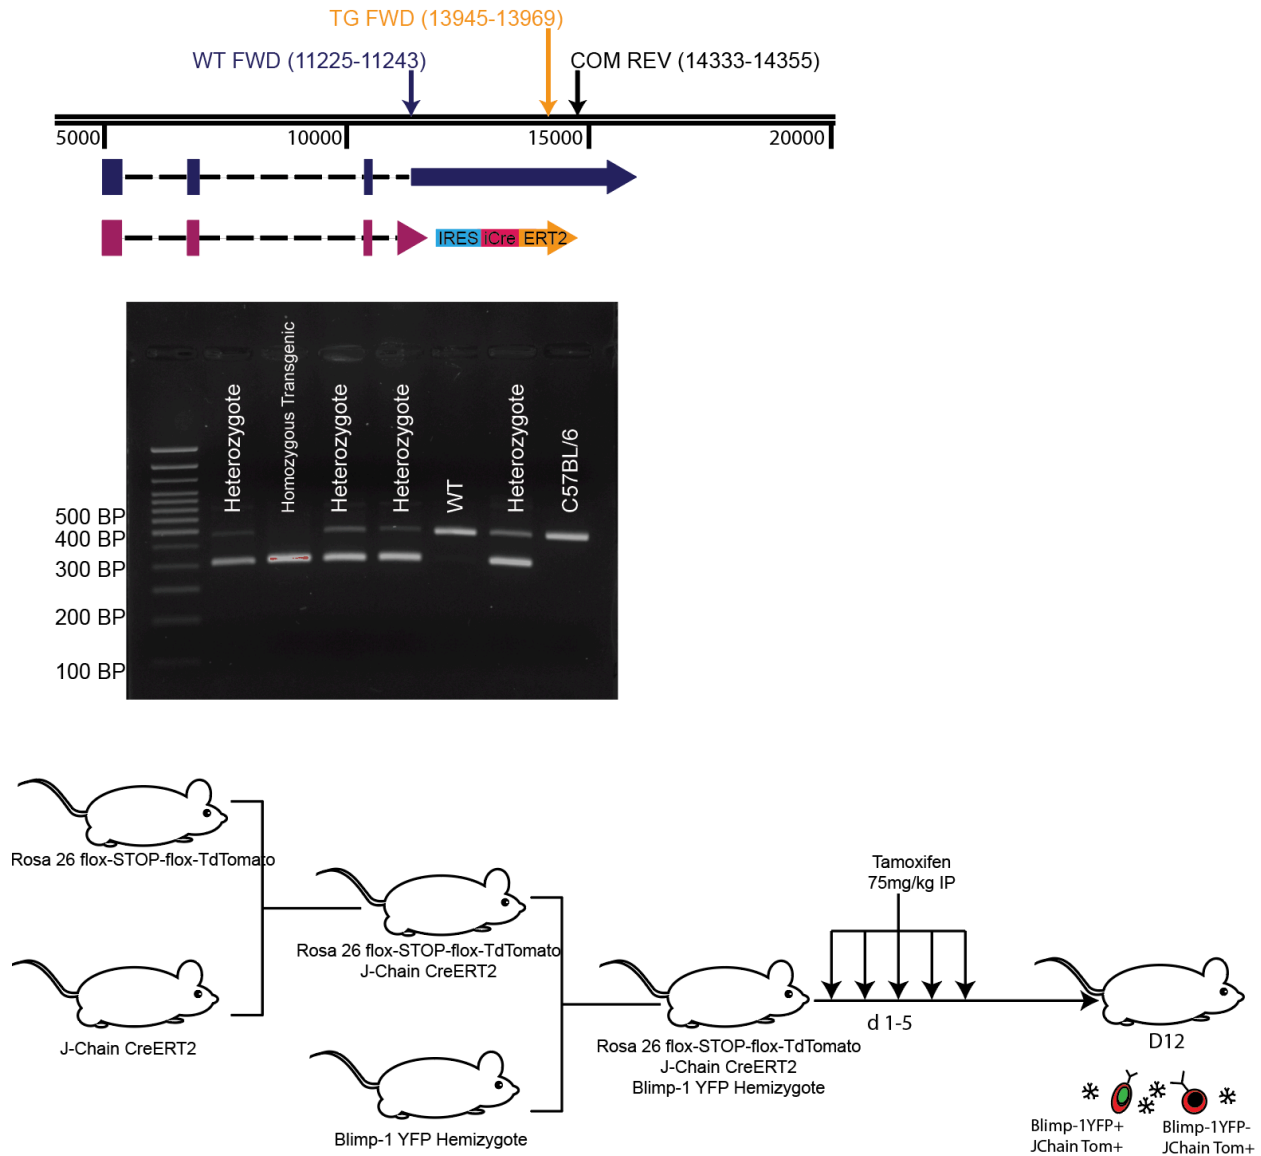 TG FWD (13945-13969)
WT FWD (11225-11243)
COM REV (14333-14355)
5000
10000
15000
20000
IRES
iCre
ERT2
Heterozygote
Homozygous Transgenic
Heterozygote
Heterozygote
WT
Heterozygote
C57BL/6
500 BP
400 BP
300 BP
200 BP
100 BP
Rosa 26 flox-STOP-flox-TdTomato
J-Chain CreERT2
Rosa 26 flox-STOP-flox-TdTomato
J-Chain CreERT2
Blimp-1 YFP Hemizygote
Rosa 26 flox-STOP-flox-TdTomato
J-Chain CreERT2
Blimp-1 YFP Hemizygote
Tamoxifen
75mg/kg IP
d 1-5
D12
Blimp-1YFP+
JChain Tom+
Blimp-1YFP-
JChain Tom+